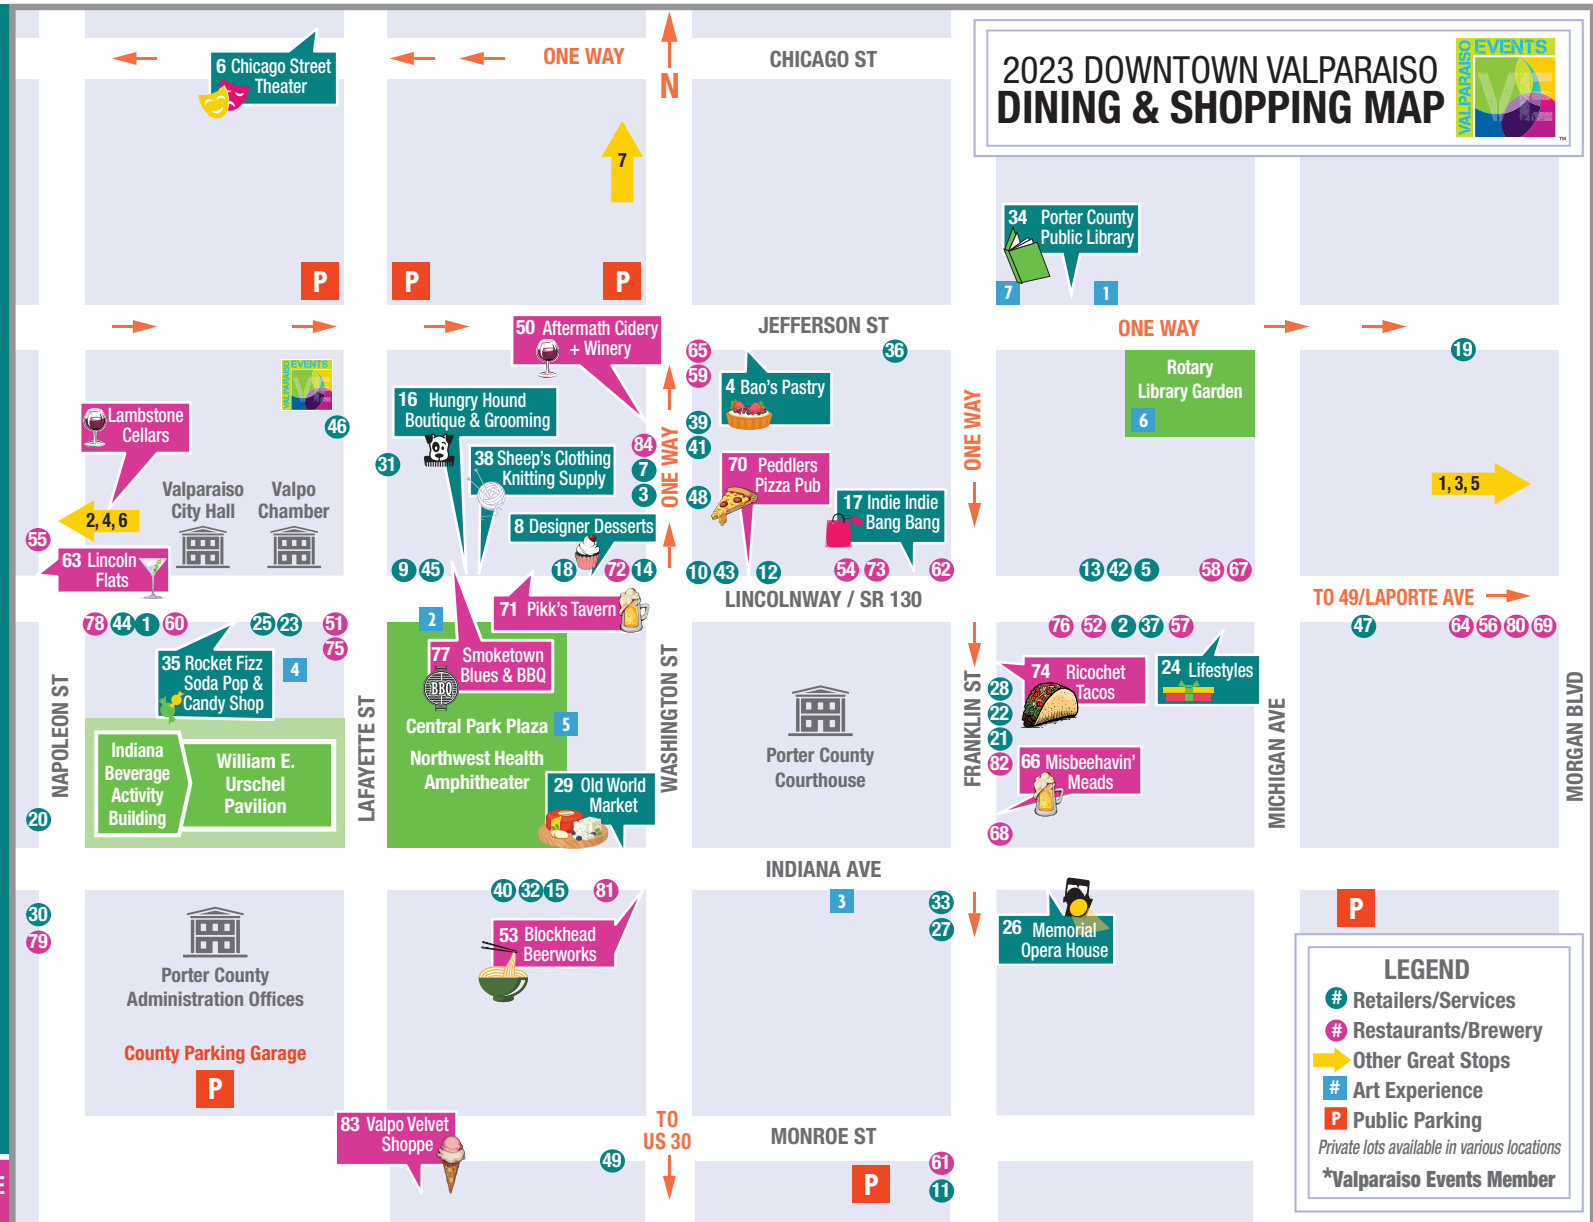 2023 DOWNTOWN VALPARAISO
DINING & SHOPPING MAP
VALPARAISO
EVENTS
VE
™
ONE WAY
CHICAGO ST
N
6 Chicago Street
Theater
7
34 Porter County
Public Library
7
1
P
P
P
JEFFERSON ST
ONE WAY
50 Aftermath Cidery
+ Winery
65
59
36
19
4 Bao's Pastry
Rotary
Library Garden
6
VALPARAISO
EVENTS
VE
46
16 Hungry Hound
Boutique & Grooming
Lambstone
Cellars
31
38 Sheep's Clothing
Knitting Supply
84
7
3
ONE WAY
39
41
48
70 Peddlers
Pizza Pub
17 Indie Indie
Bang Bang
ONE WAY
1, 3, 5
Valparaiso
City Hall
Valpo
Chamber
2, 4, 6
55
63 Lincoln
Flats
8 Designer Desserts
9
45
18
72
14
10
43
12
54
73
62
13
42
5
58
67
71 Pikk's Tavern
LINCOLNWAY / SR 130
TO 49/LAPORTE AVE
78
44
1
60
25
23
51
75
2
76
52
2
37
57
47
64
56
80
69
35 Rocket Fizz
Soda Pop &
Candy Shop
4
77 Smoketown
Blues & BBQ
BBQ
74 Ricochet
Tacos
24 Lifestyles
28
22
21
82
NAPOLEON ST
LAFAYETTE ST
WASHINGTON ST
FRANKLIN ST
MICHIGAN AVE
MORGAN BLVD
Central Park Plaza
5
Northwest Health
Amphitheater
Porter County
Courthouse
66 Misbeehavin'
Meads
68
Indiana
Beverage
Activity
Building
William E.
Urschel
Pavilion
29 Old World
Market
20
INDIANA AVE
30
79
40
32
15
81
3
33
27
53 Blockhead
Beerworks
26 Memorial
Opera House
P
Porter County
Administration Offices
County Parking Garage
P
83 Valpo Velvet
Shoppe
TO
US 30
MONROE ST
49
P
61
11
LEGEND
# Retailers/Services
# Restaurants/Brewery
Other Great Stops
# Art Experience
P Public Parking
Private lots available in various locations
*Valparaiso Events Member